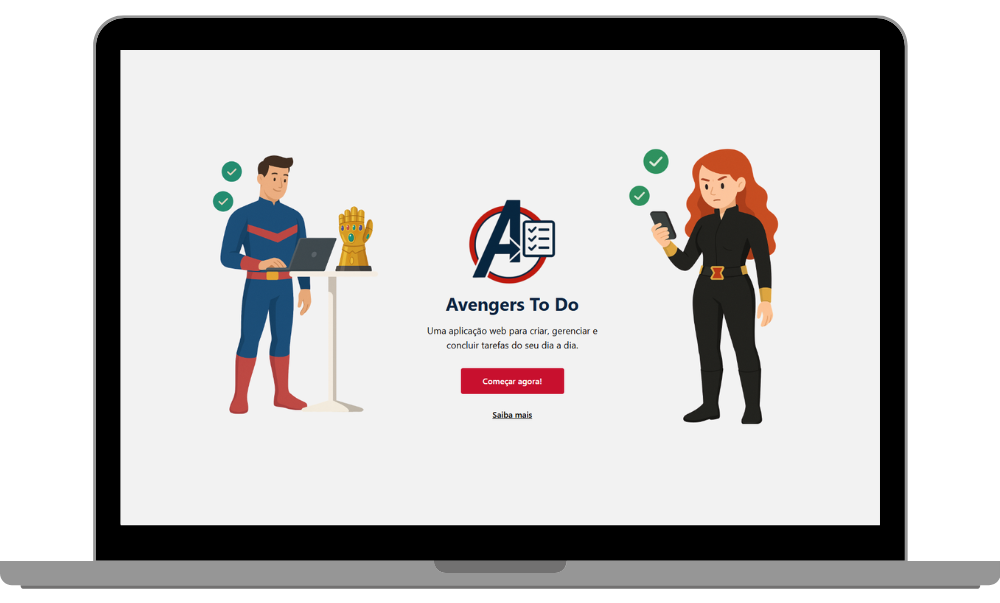 Avengers To Do
Uma aplicação web para criar, gerenciar e
concluir tarefas do seu dia a dia.
Começar agora!
Saiba mais